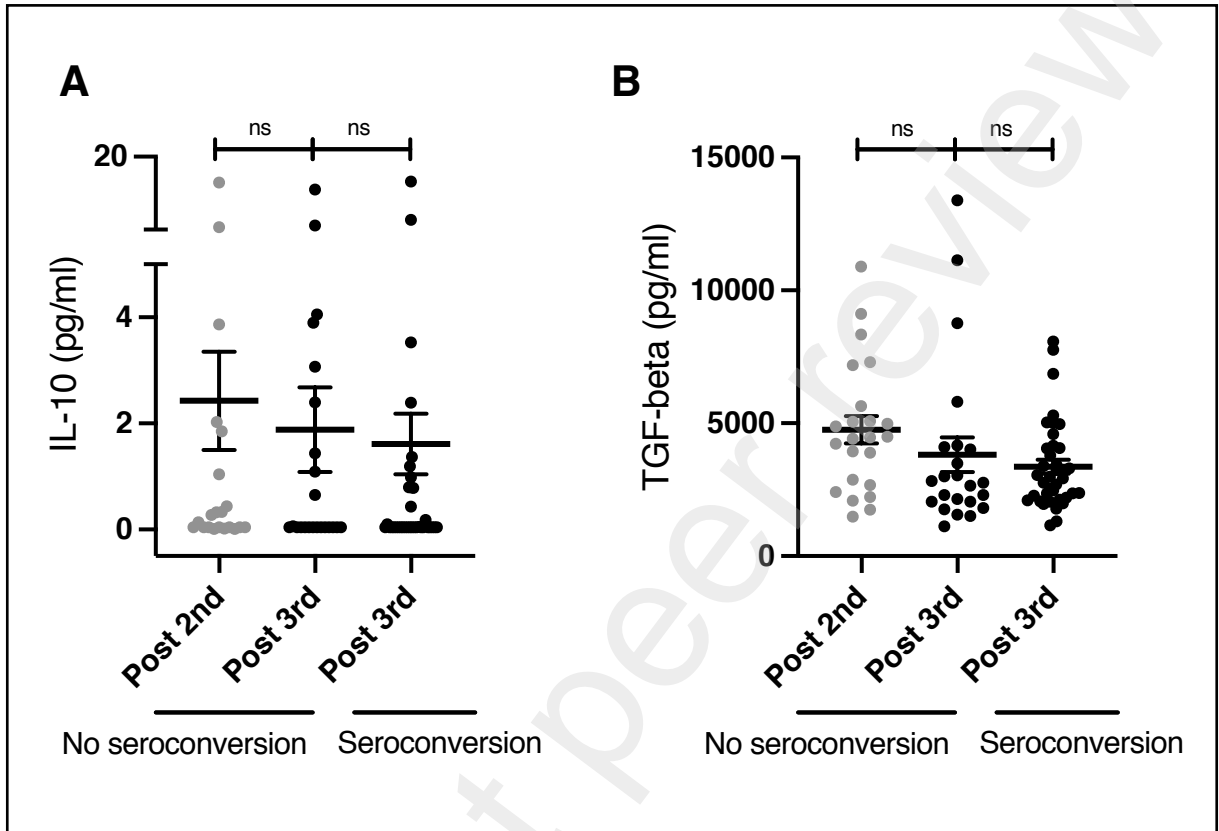 A
IL-10 (pg/ml)
20
4
2
0
ns ns
Post 2nd
Post 3rd
Post 3rd
No seroconversion
Seroconversion
B
TGF-beta (pg/ml)
15000
10000
5000
0
ns ns
Post 2nd
Post 3rd
Post 3rd
No seroconversion
Seroconversion
t peer review